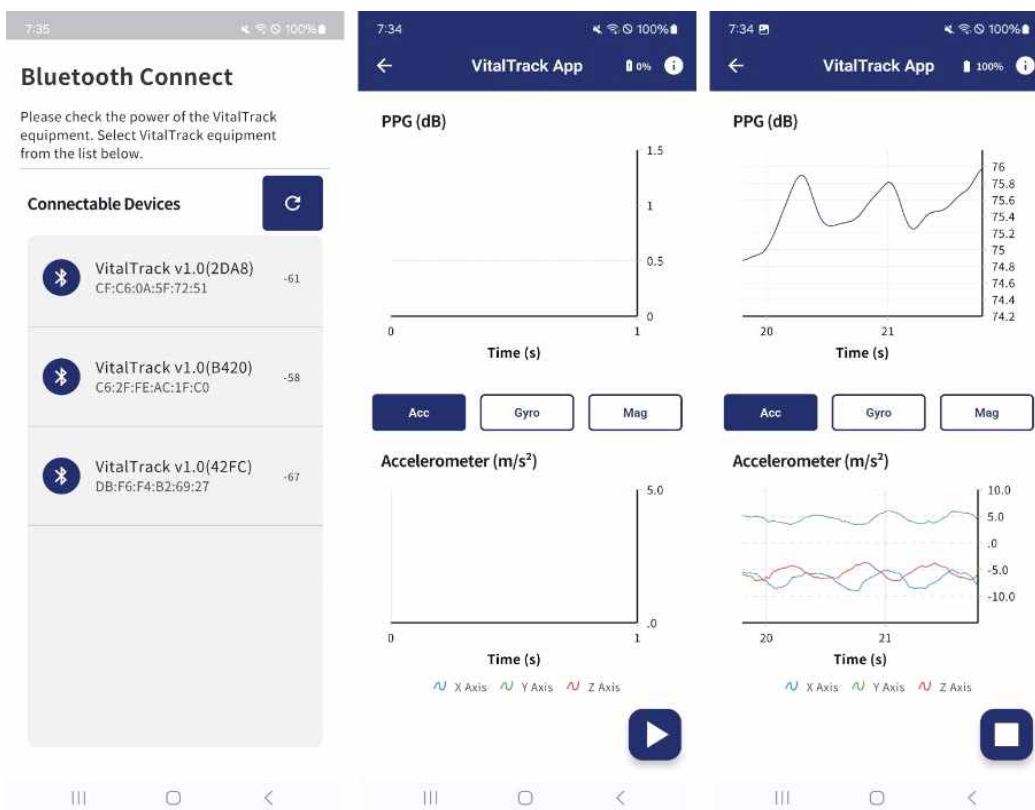 7:35
100%
Bluetooth Connect
Please check the power of the VitalTrack
equipment. Select VitalTrack equipment
from the list below.
Connectable Devices
VitalTrack v1.0(2DA8)
CF:C6:0A:5F:72:51
-61
VitalTrack v1.0(B420)
C6:2F:FE:AC:1F:C0
-58
VitalTrack v1.0(42FC)
DB:F6:F4:B2:69:27
-67
7:34
100%
VitalTrack App
0%
PPG (dB)
1.5
1
0.5
0
0
1
Time (s)
Acc
Gyro
Mag
Accelerometer (m/s²)
5.0
.0
0
1
Time (s)
X Axis
Y Axis
Z Axis
7:34
100%
VitalTrack App
100%
PPG (dB)
76
75.8
75.6
75.4
75.2
75
74.8
74.6
74.4
74.2
20
21
Time (s)
Acc
Gyro
Mag
Accelerometer (m/s²)
10.0
5.0
.0
-5.0
-10.0
20
21
Time (s)
X Axis
Y Axis
Z Axis